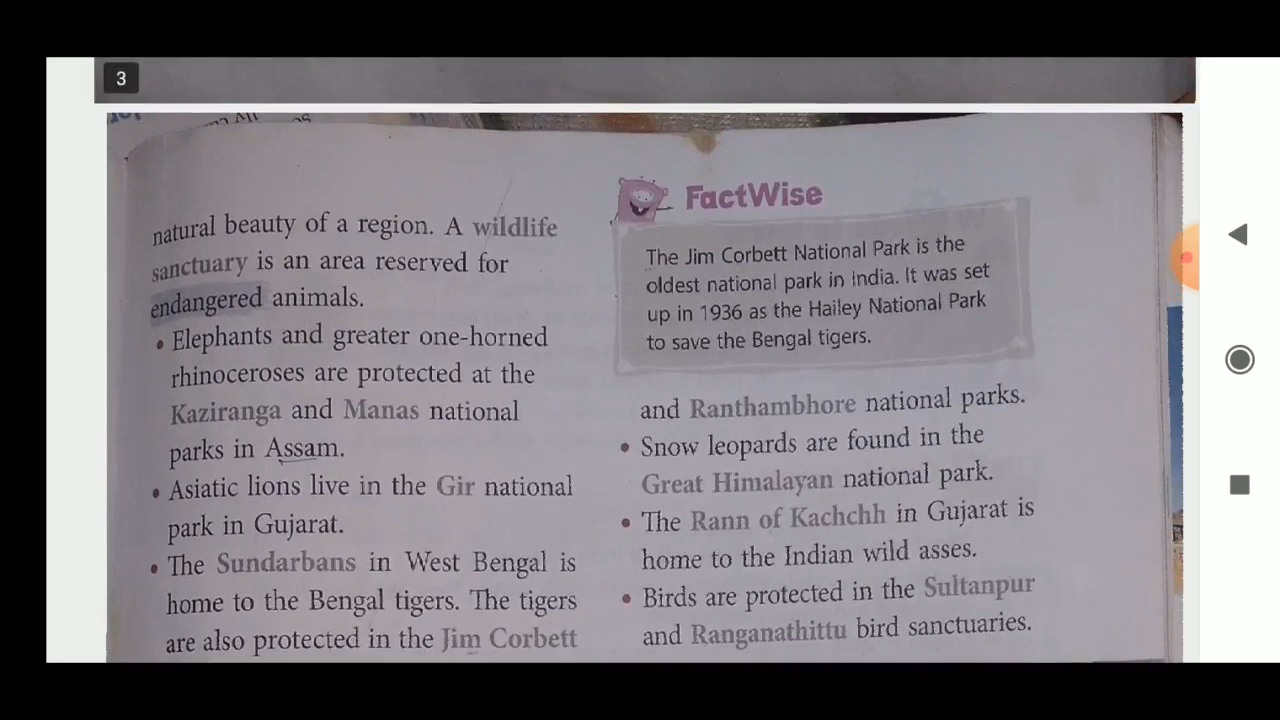 3
natural beauty of a region. A wildlife
sanctuary is an area reserved for
endangered animals.
• Elephants and greater one-horned
rhinoceroses are protected at the
Kaziranga and Manas national
parks in Assam.
• Asiatic lions live in the Gir national
park in Gujarat.
• The Sundarbans in West Bengal is
home to the Bengal tigers. The tigers
are also protected in the Jim Corbett
FactWise
The Jim Corbett National Park is the
oldest national park in India. It was set
up in 1936 as the Hailey National Park
to save the Bengal tigers.
and Ranthambhore national parks.
• Snow leopards are found in the
Great Himalayan national park.
• The Rann of Kachchh in Gujarat is
home to the Indian wild asses.
• Birds are protected in the Sultanpur
and Ranganathittu bird sanctuaries.